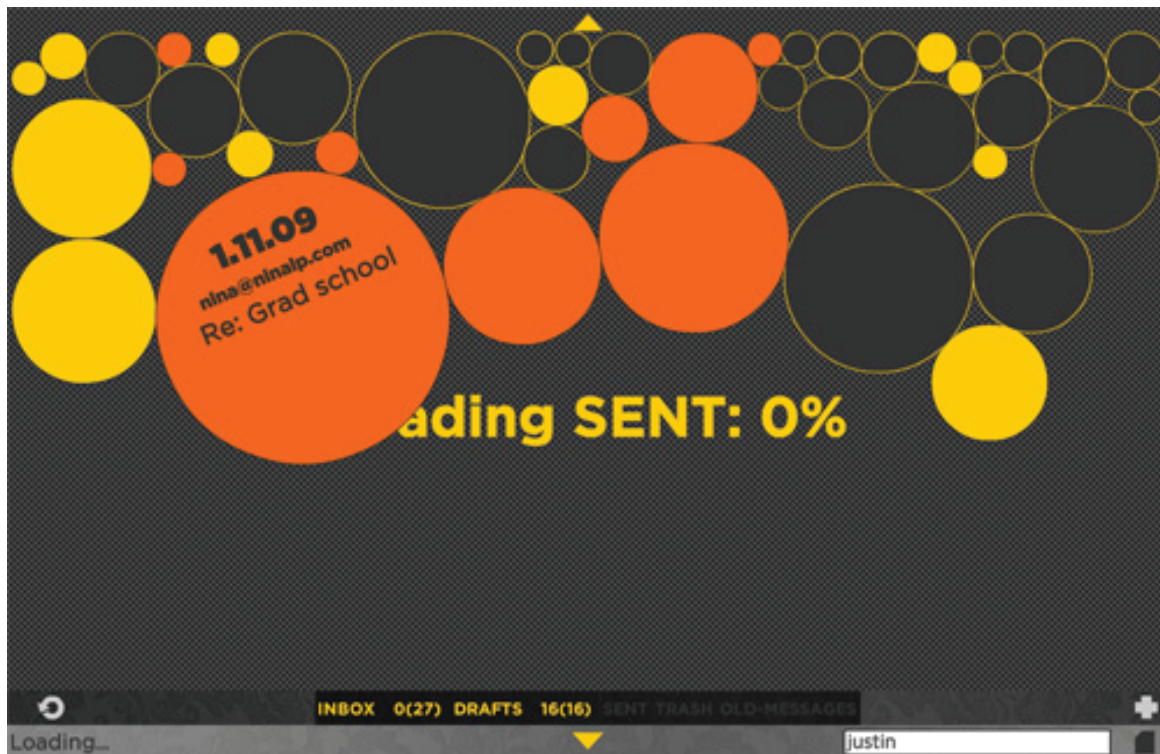 1.11.09
nina@ninalp.com
Re: Grad school
ading SENT: 0%
INBOX 0(27) DRAFTS 16(16) SENT TRASH OLD-MESSAGES
Loading...
justin